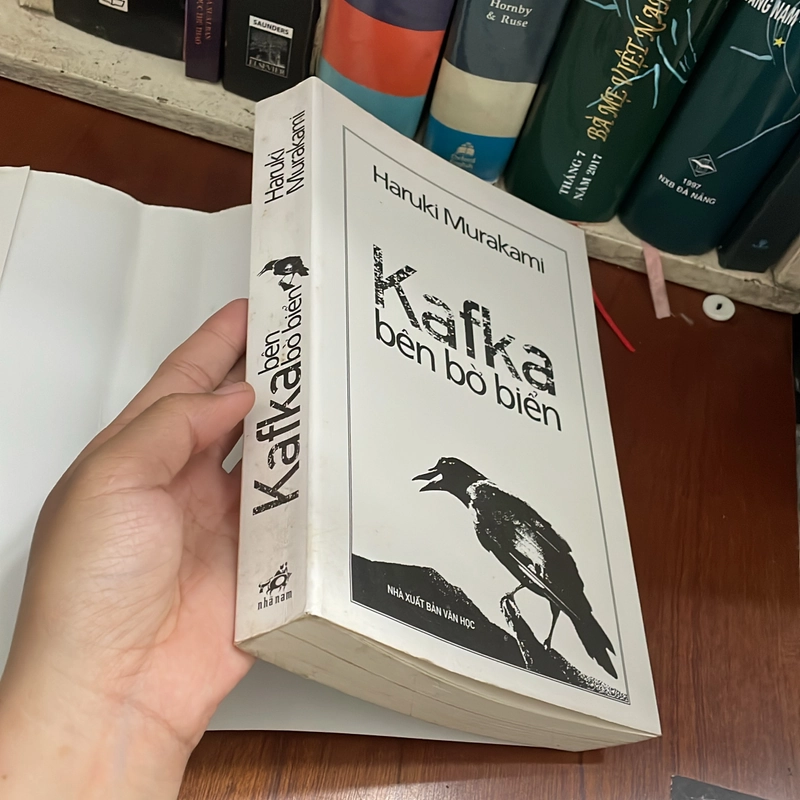 SAUNDERS
ELSEVIER
Hornby
& Ruse
BÀ MẸ VIỆT NAM
THÁNG 7
NĂM 2017
1997
NXB ĐÀ NẴNG
Haruki
Murakami
Kafka
bên
bờ biển
nhã nam
Haruki Murakami
Kafka
bên bờ biển
NHÀ XUẤT BẢN VĂN HỌC